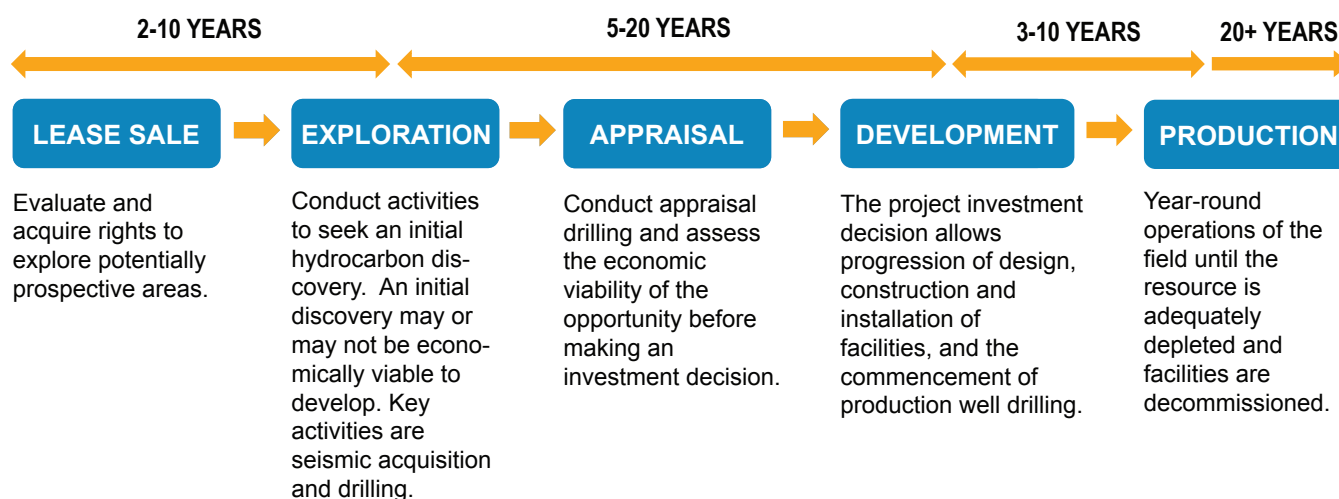 2-10 YEARS
5-20 YEARS
3-10 YEARS
20+ YEARS
LEASE SALE
EXPLORATION
APPRAISAL
DEVELOPMENT
PRODUCTION
Evaluate and
acquire rights to
explore potentially
prospective areas.
Conduct activities
to seek an initial
hydrocarbon dis-
covery.  An initial
discovery may or
may not be econo-
mically viable to
develop. Key
activities are
seismic acquisition
and drilling.
Conduct appraisal
drilling and assess
the economic
viability of the
opportunity before
making an
investment decision.
The project investment
decision allows
progression of design,
construction and
installation of
facilities, and the
commencement of
production well drilling.
Year-round
operations of the
field until the
resource is
adequately
depleted and
facilities are
decommissioned.